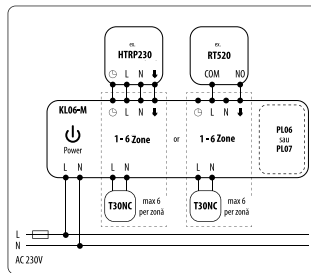 ex.
HTRP230
L N
ex.
RT520
COM NO
KL06-M
Power
L N
L N
1 - 6 Zone
L N
or
L N
1 - 6 Zone
L N
PL06
sau
PL07
T30NC
max 6
per zonă
T30NC
max 6
per zonă
L
N
AC 230V